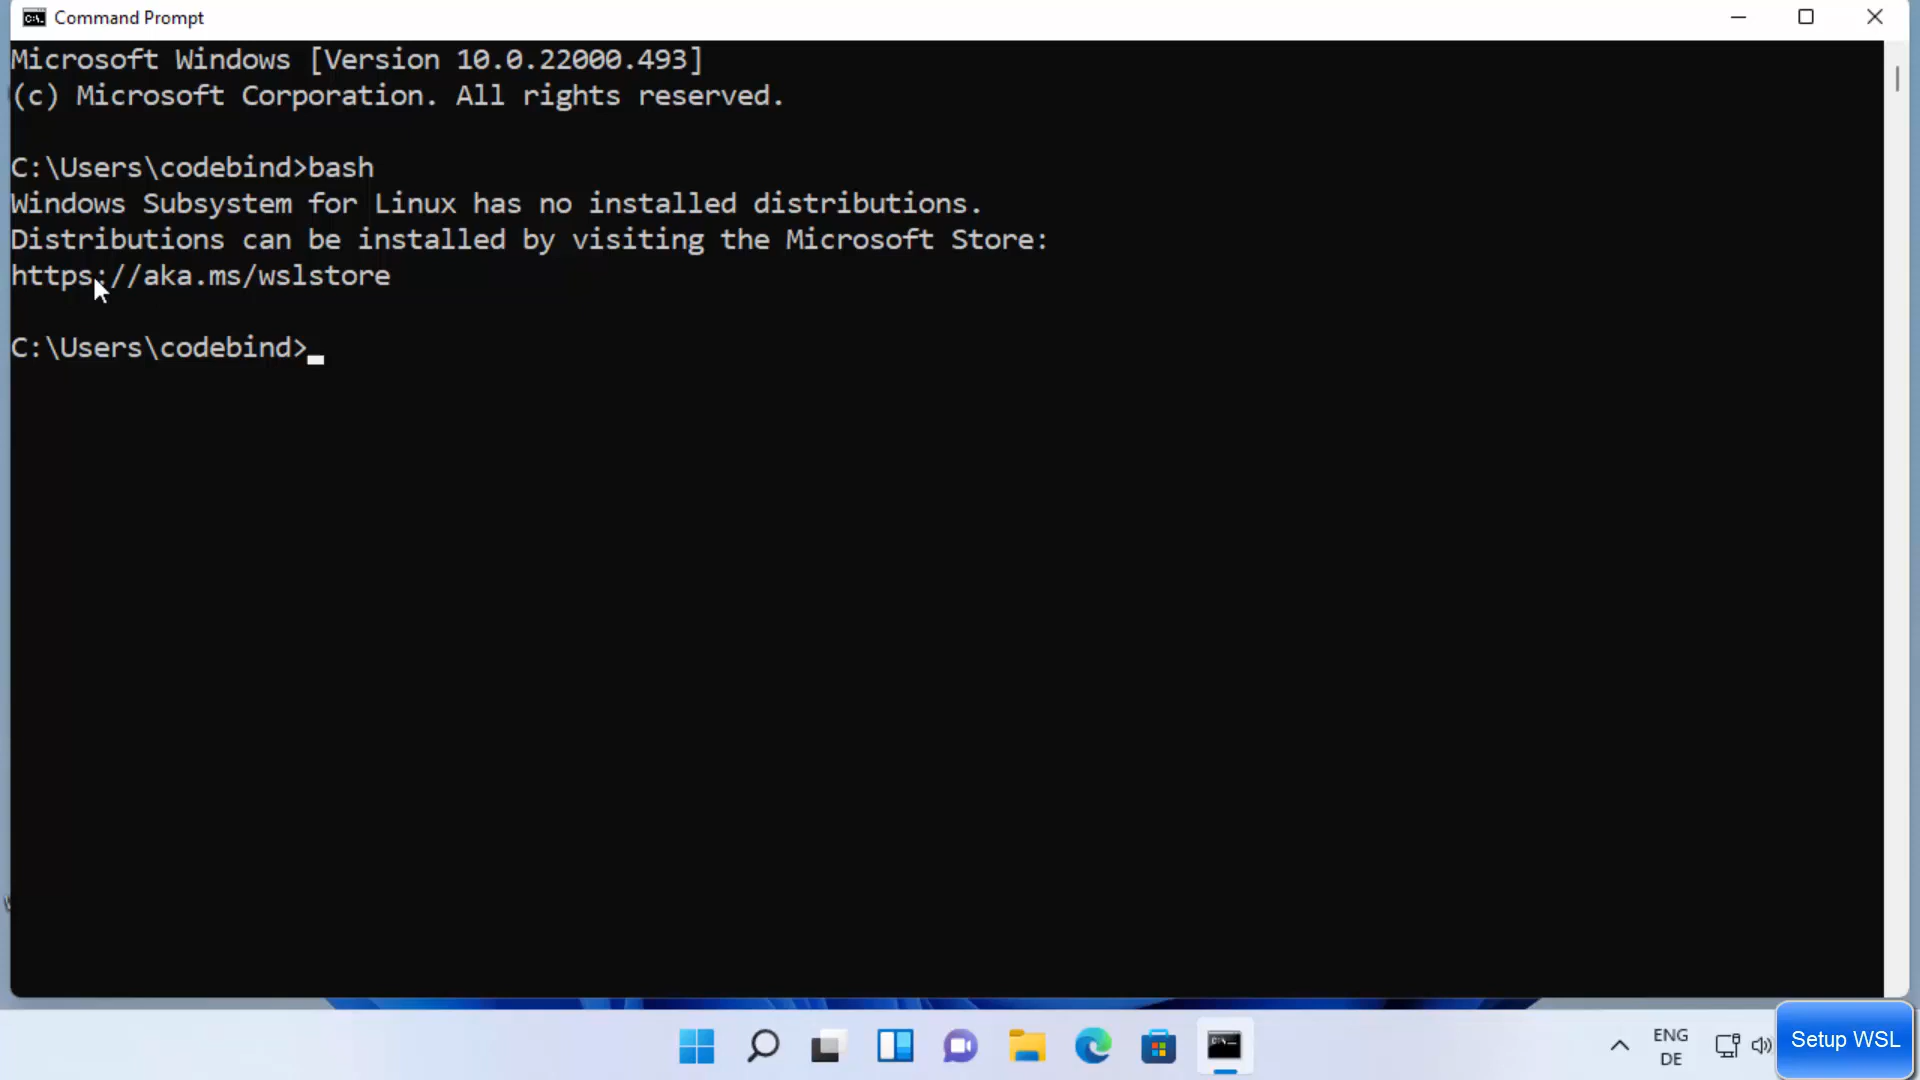 Command Prompt
Microsoft Windows [Version 10.0.22000.493]
(c) Microsoft Corporation. All rights reserved.
C:\Users\codebind>bash
Windows Subsystem for Linux has no installed distributions.
Distributions can be installed by visiting the Microsoft Store:
https://aka.ms/wslstore
C:\Users\codebind>
ENG
DE
Setup WSL